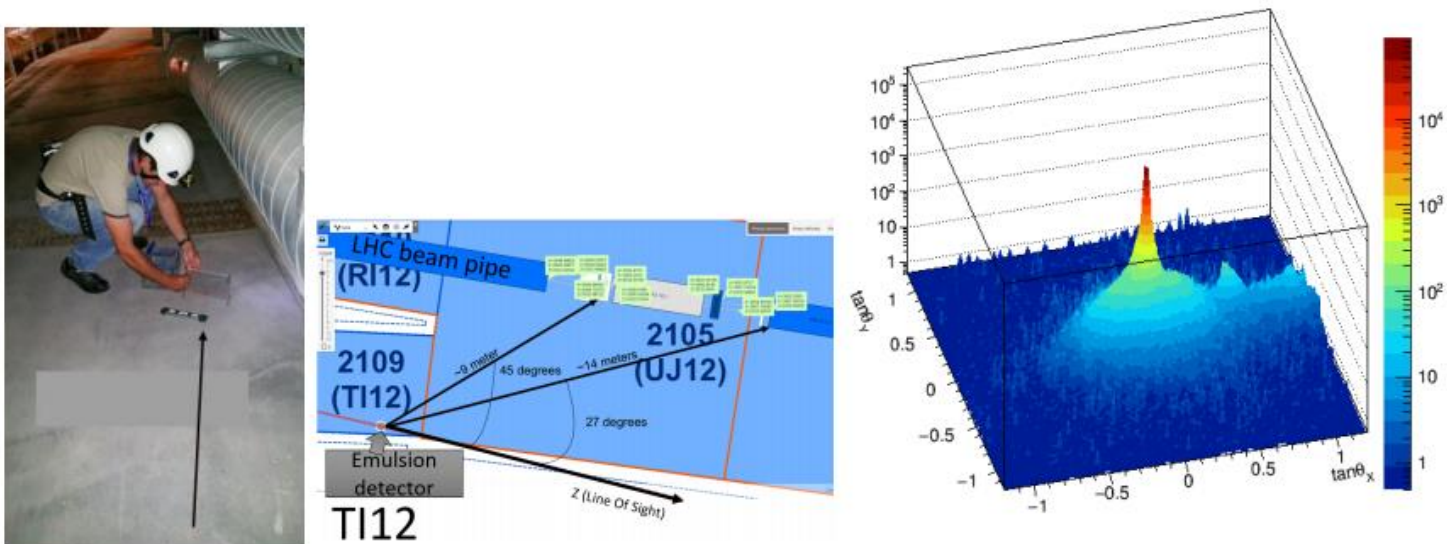 LHC beam pipe
(RI12)
2109
(TI12)
2105
(UJ12)
~9 meter
45 degrees
~14 meters
27 degrees
Emulsion
detector
Z (Line Of Sight)
TI12
10⁵
10⁴
10³
10²
10
1
tanθ_Y
1
0.5
0
−0.5
−1
−1
−0.5
0
0.5
1
tanθ_X
10⁴
10³
10²
10
1